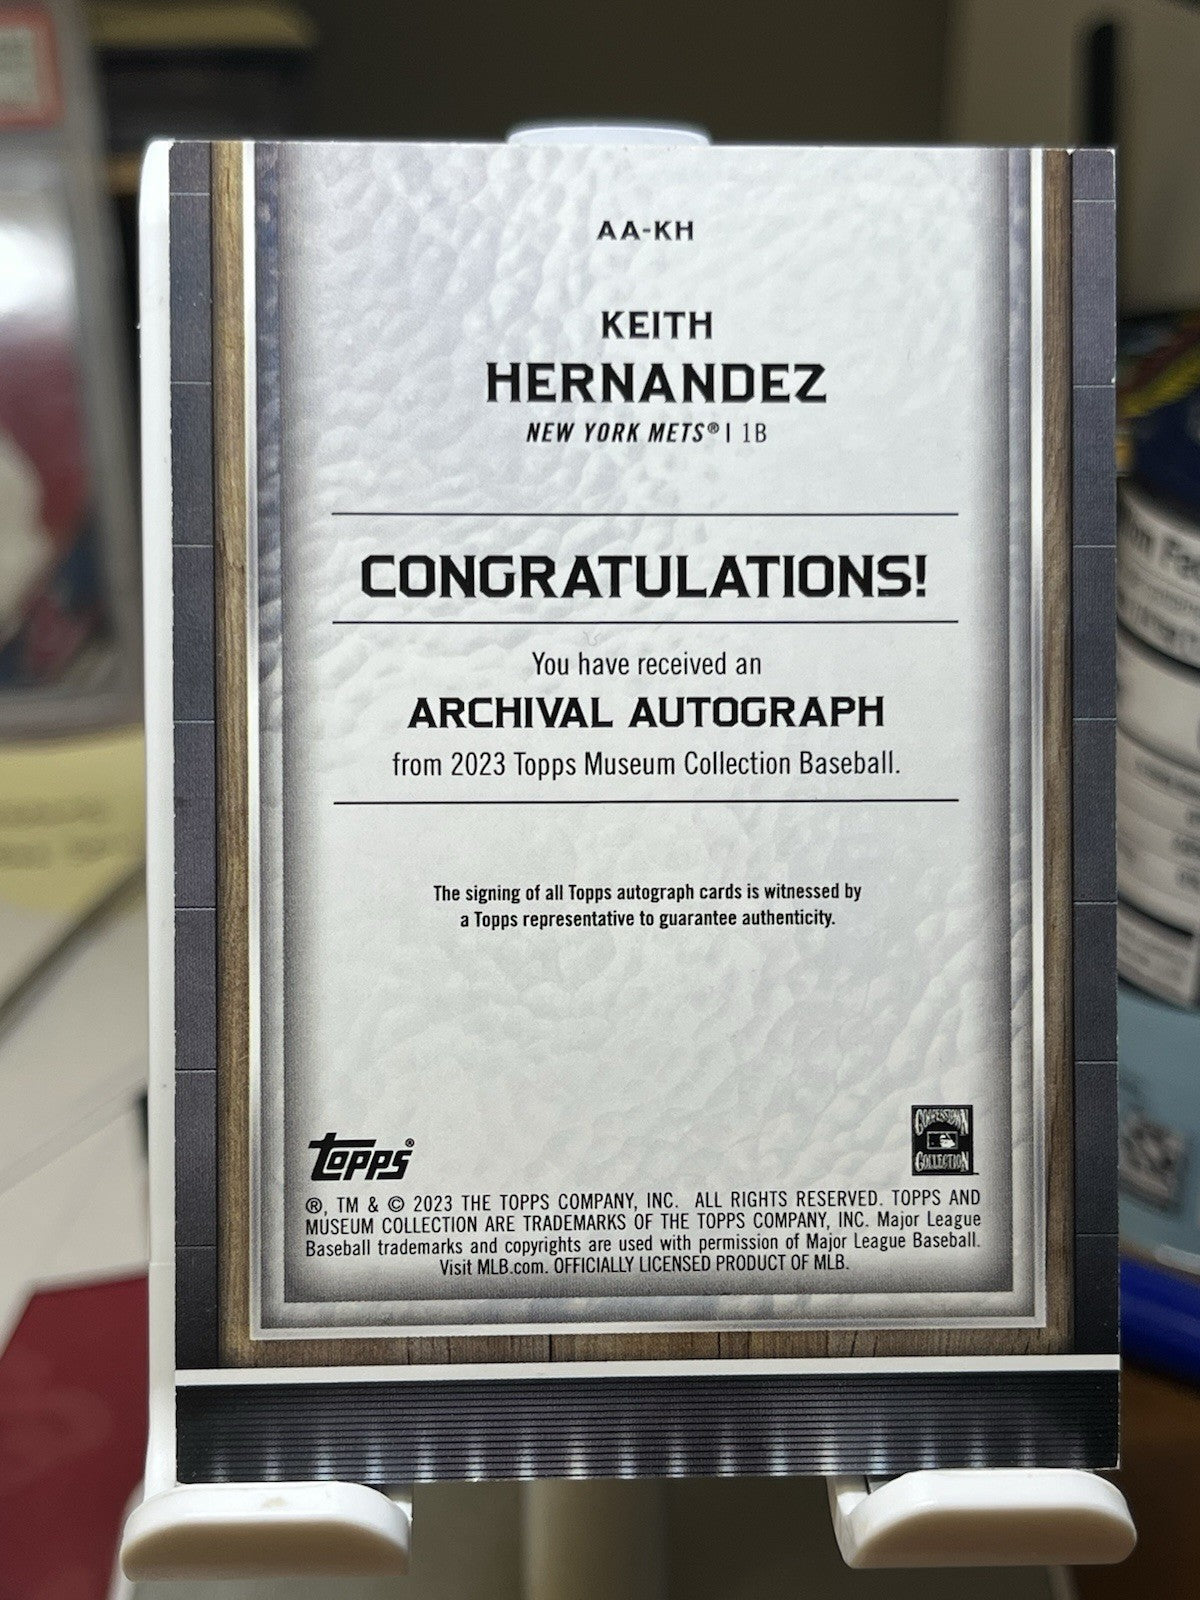 AA-KH
KEITH
HERNANDEZ
NEW YORK METS® | 1B
CONGRATULATIONS!
You have received an
ARCHIVAL AUTOGRAPH
from 2023 Topps Museum Collection Baseball.
The signing of all Topps autograph cards is witnessed by
a Topps representative to guarantee authenticity.
Topps®
COOPERSTOWN
COLLECTION
®, TM & © 2023 THE TOPPS COMPANY, INC. ALL RIGHTS RESERVED. TOPPS AND
MUSEUM COLLECTION ARE TRADEMARKS OF THE TOPPS COMPANY, INC. Major League
Baseball trademarks and copyrights are used with permission of Major League Baseball.
Visit MLB.com. OFFICIALLY LICENSED PRODUCT OF MLB.